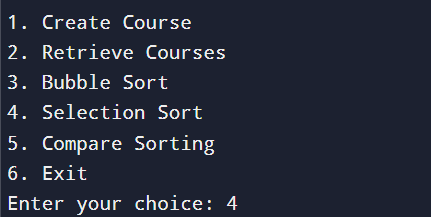 1. Create Course
2. Retrieve Courses
3. Bubble Sort
4. Selection Sort
5. Compare Sorting
6. Exit
Enter your choice: 4